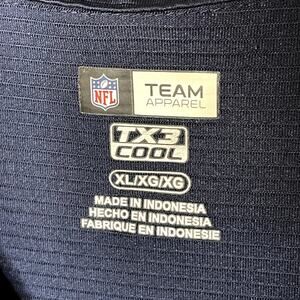 NFL
TEAM
APPAREL
TX3
COOL
XL/XG/XG
MADE IN INDONESIA
HECHO EN INDONESIA
FABRIQUE EN INDONESIE